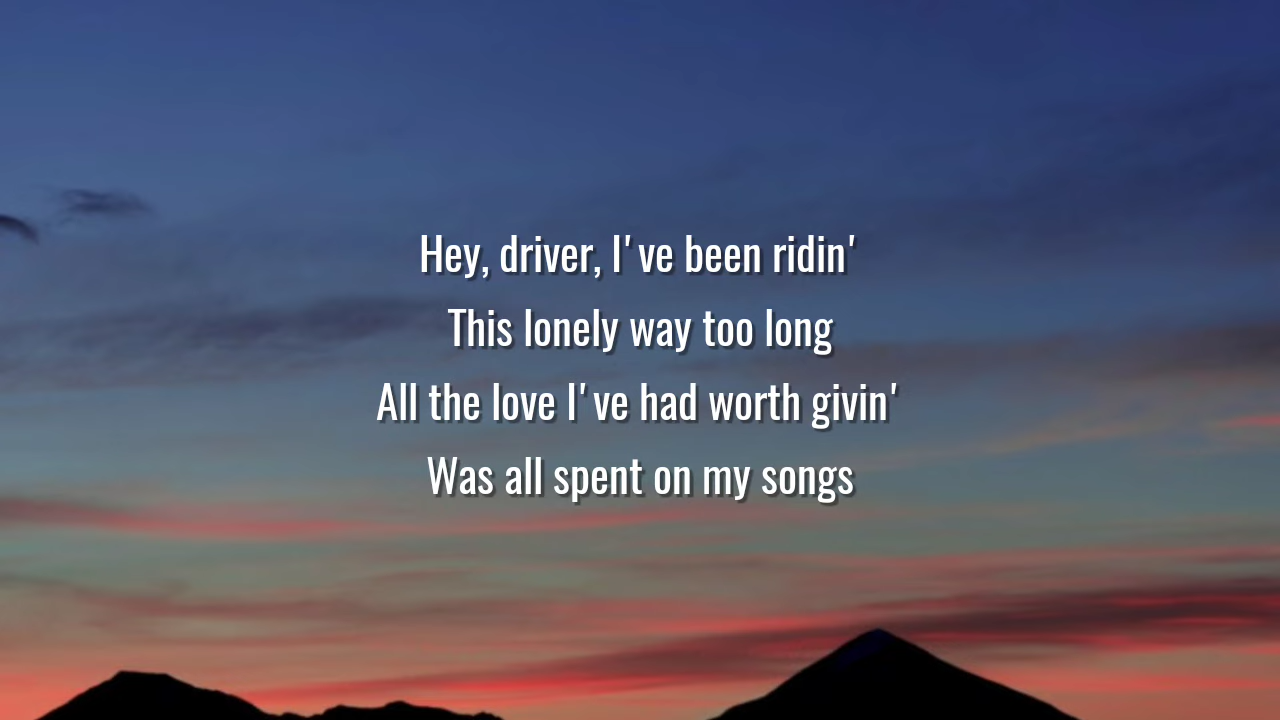 Hey, driver, I've been ridin'
This lonely way too long
All the love I've had worth givin'
Was all spent on my songs